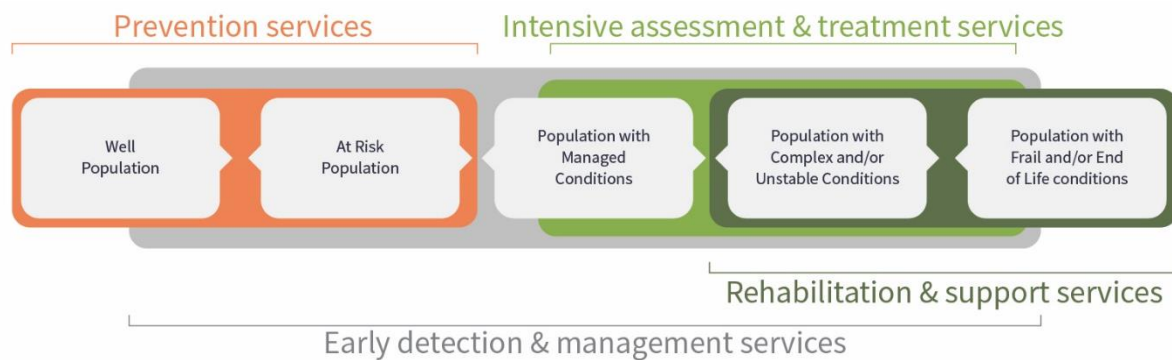 Prevention services
Intensive assessment & treatment services
Well
Population
At Risk
Population
Population with
Managed
Conditions
Population with
Complex and/or
Unstable Conditions
Population with
Frail and/or End
of Life conditions
Rehabilitation & support services
Early detection & management services